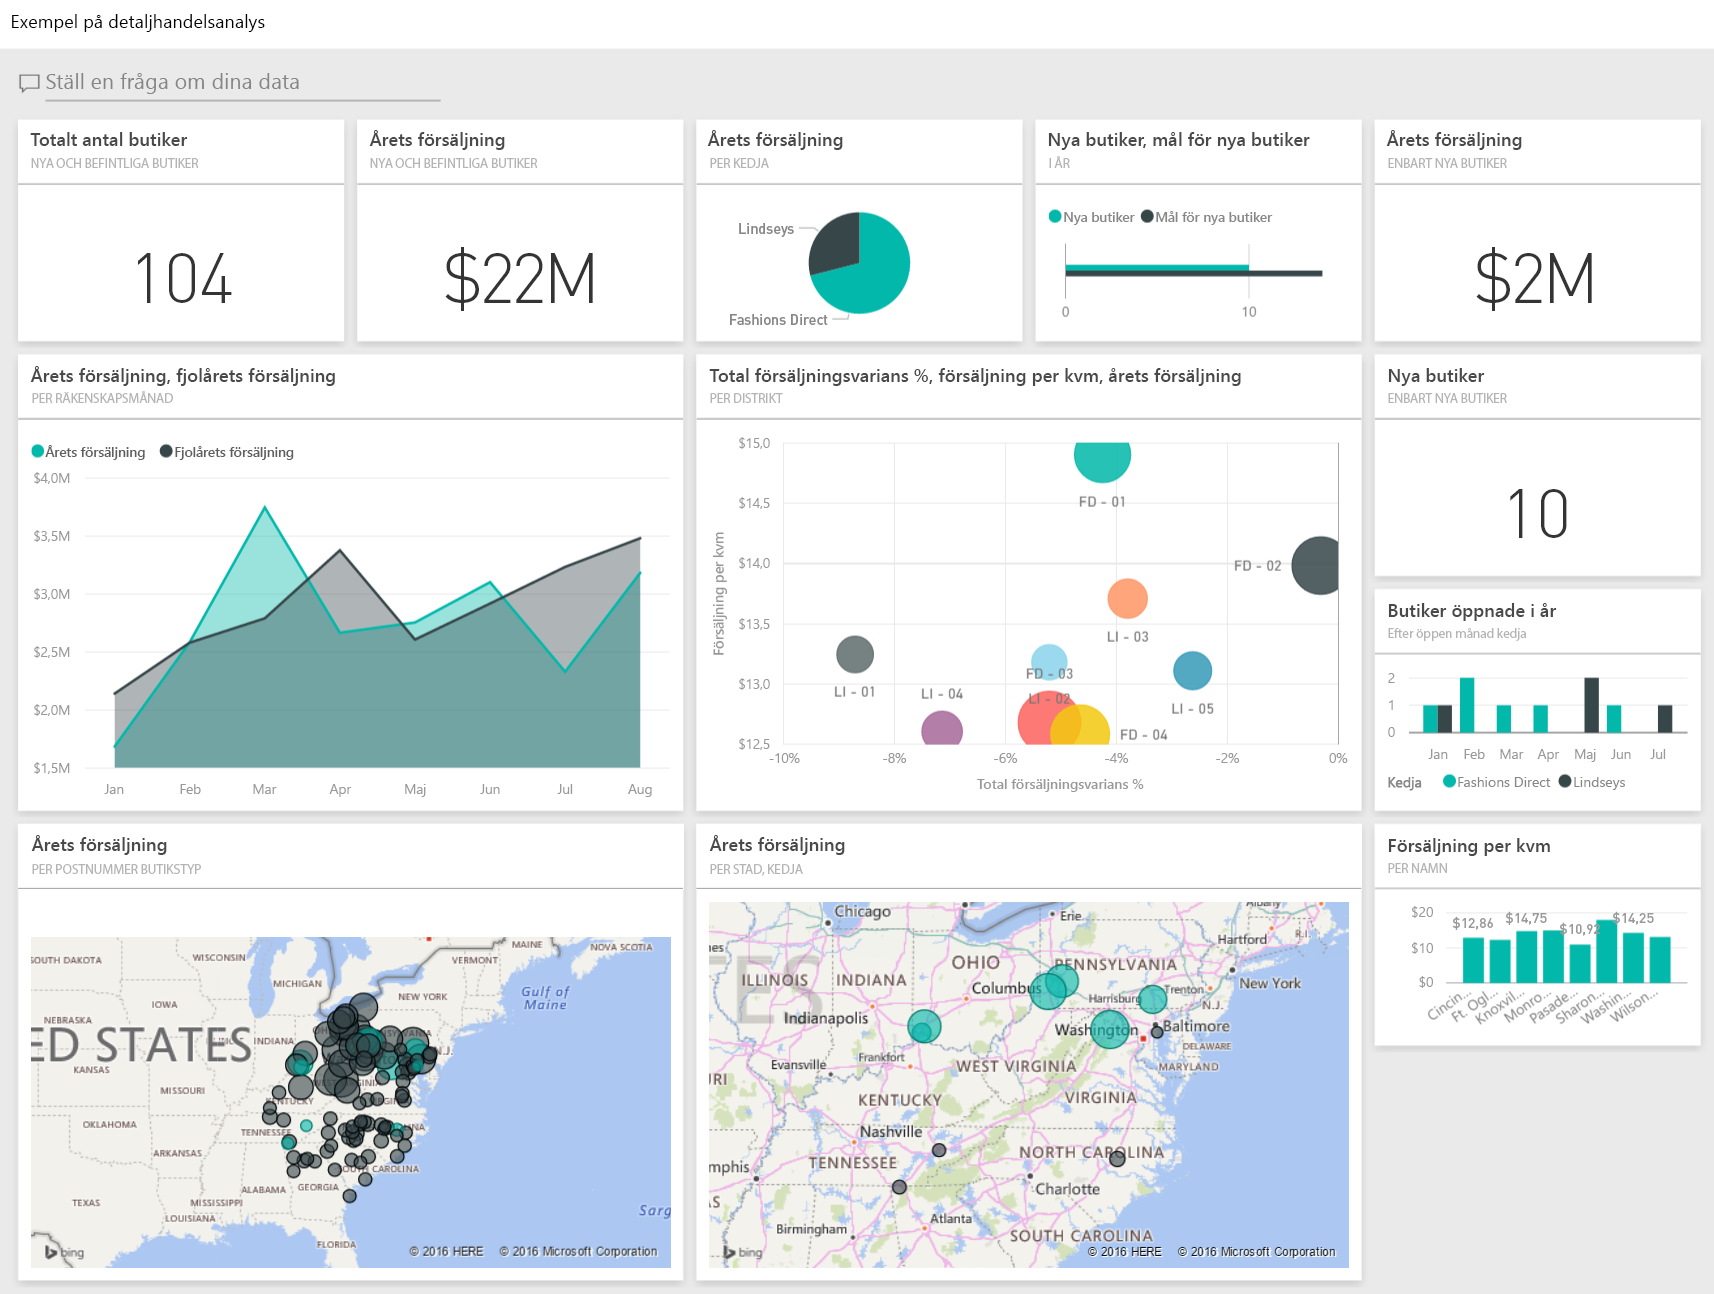 Exempel på detaljhandelsanalys
Ställ en fråga om dina data
Totalt antal butiker
NYA OCH BEFINTLIGA BUTIKER
104
Årets försäljning
NYA OCH BEFINTLIGA BUTIKER
$22M
Årets försäljning
PER KEDJA
Lindseys
Fashions Direct
Nya butiker, mål för nya butiker
I ÅR
Nya butiker Mål för nya butiker
0 10
Årets försäljning
ENBART NYA BUTIKER
$2M
Årets försäljning, fjolårets försäljning
PER RÄKENSKAPSMÅNAD
Årets försäljning Fjolårets försäljning
$4,0M
$3,5M
$3,0M
$2,5M
$2,0M
$1,5M
Jan Feb Mar Apr Maj Jun Jul Aug
Total försäljningsvarians %, försäljning per kvm, årets försäljning
PER DISTRIKT
Försäljning per kvm
$15,0
$14,5
$14,0
$13,5
$13,0
$12,5
FD - 01
FD - 02
LI - 03
FD - 03
LI - 01
LI - 04
LI - 02
LI - 05
FD - 04
-10% -8% -6% -4% -2% 0%
Total försäljningsvarians %
Nya butiker
ENBART NYA BUTIKER
10
Butiker öppnade i år
Efter öppen månad kedja
2
1
0
Jan Feb Mar Apr Maj Jun Jul
Kedja Fashions Direct Lindseys
Årets försäljning
PER POSTNUMMER BUTIKSTYP
MAINE
NOVA SCOTIA
SOUTH DAKOTA
WISCONSIN
VERMONT
MICHIGAN
NEW YORK
Gulf of
Maine
IOWA
NEBRASKA
ED STATES
INDIANA
N.J.
KANSAS
MISSOURI
KENTUCKY
OKLAHOMA
TENNESSEE
ARKANSAS
SOUTH CAROLINA
ALABAMA
GEORGIA
TEXAS
MISSISSIPPI
LOUISIANA
Sarg
FLORIDA
bing
© 2016 HERE © 2016 Microsoft Corporation
Årets försäljning
PER STAD, KEDJA
Chicago
Erie
Albany
Hartford
R.I.
nes
OHIO
PENNSYLVANIA
ILLINOIS
INDIANA
ES
Columbus
Harrisburg
Trenton
New York
N.J.
Indianapolis
Washington
Baltimore
Frankfort
DELAWARE
Evansville
WEST VIRGINIA
MARYLAND
URI
KENTUCKY
VIRGINIA
Nashville
NORTH CAROLINA
mphis
TENNESSEE
Charlotte
AS
Atlanta
Birmingham
SOUTH CAROLINA
bing
© 2016 HERE © 2016 Microsoft Corporation
Försäljning per kvm
PER NAMN
$20
$10
$0
$12,86 $14,75 $10,92 $14,25
Cincin... Ft. Ogl... Knoxvil... Monro... Pasade... Sharon... Washin... Wilson...